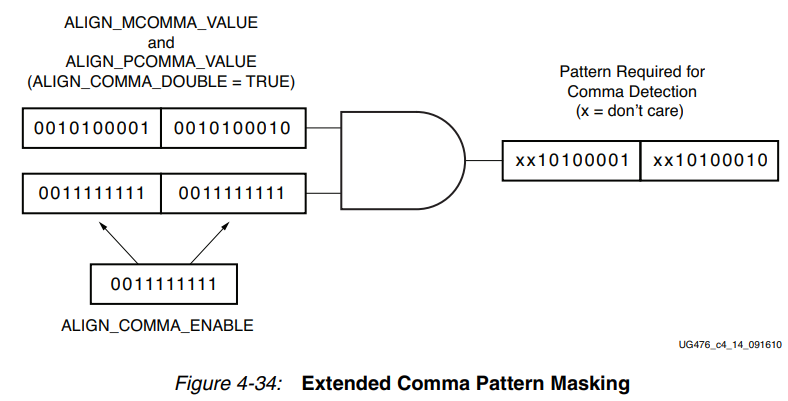 ALIGN_MCOMMA_VALUE
and
ALIGN_PCOMMA_VALUE
(ALIGN_COMMA_DOUBLE = TRUE)
Pattern Required for
Comma Detection
(x = don't care)
0010100001 0010100010
xx10100001 xx10100010
0011111111 0011111111
0011111111
ALIGN_COMMA_ENABLE
UG476_c4_14_091610
Figure 4-34: Extended Comma Pattern Masking